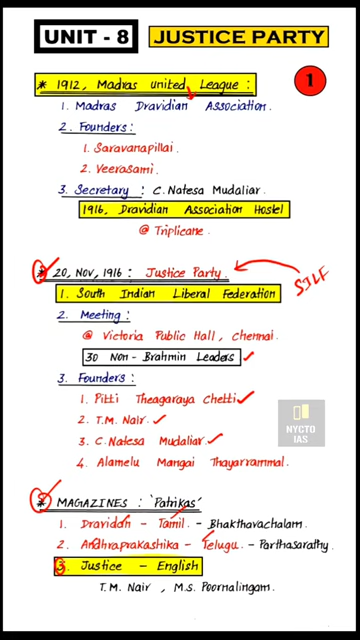 UNIT - 8 JUSTICE PARTY
1
* 1912, Madras united League :
1. Madras Dravidian Association.
2. Founders :
1. Saravanapillai.
2. Veerasami.
3. Secretary : C. Natesa Mudaliar.
1916, Dravidian Association Hostel
@ Triplicane.
* 20, Nov, 1916 : Justice Party.
SILF
1. South Indian Liberal Federation
2. Meeting :
@ Victoria Public Hall, Chennai.
30 Non-Brahmin Leaders
3. Founders :
1. Pitti Theagaraya Chetti
2. T.M. Nair.
3. C. Natesa Mudaliar.
4. Alamelu Mangai Thayarrammal.
NYCTO
IAS
* MAGAZINES : 'Patrikas'
1. Dravidan - Tamil - Bhakthavachalam.
2. Andhraprakashika - Telugu - Parthasarathy.
3. Justice - English
T.M. Nair, M.S. Poornalingam.